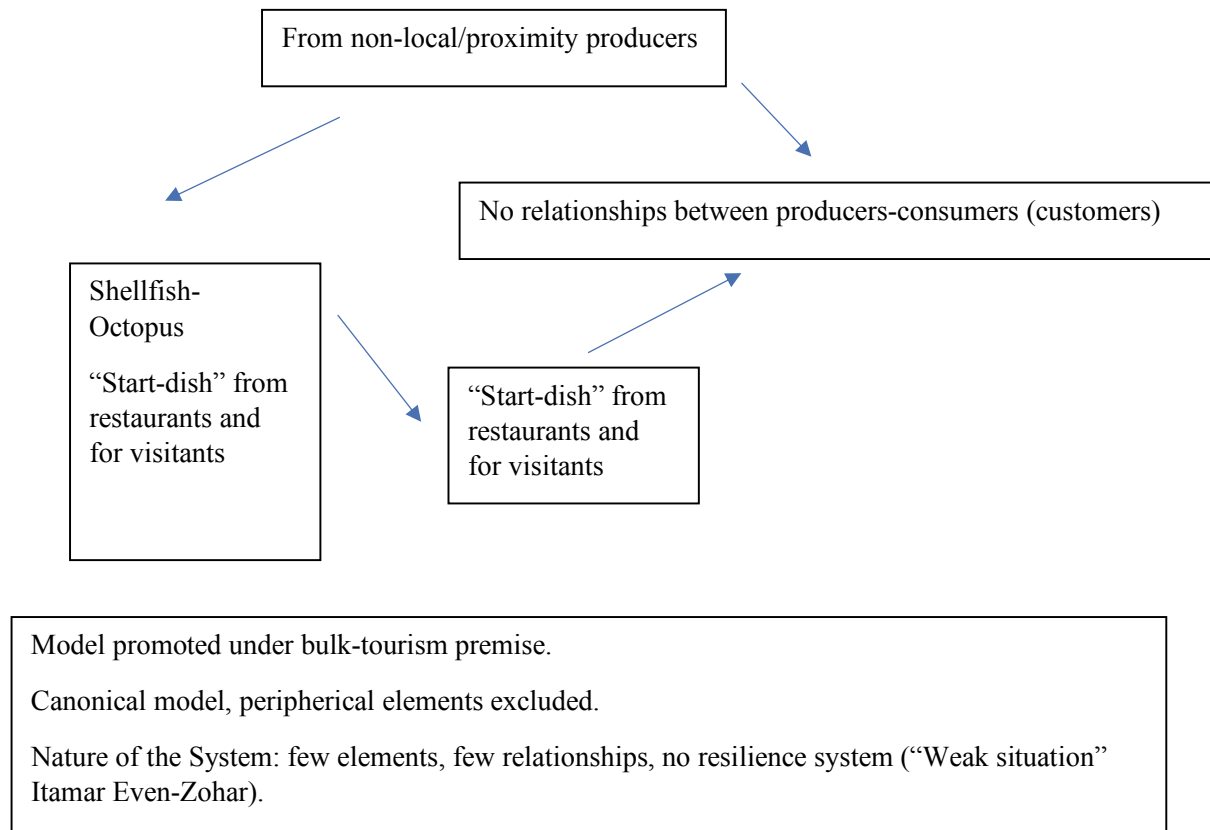 From non-local/proximity producers
No relationships between producers-consumers (customers)
Shellfish-
Octopus
“Start-dish” from
restaurants and
for visitants
“Start-dish” from
restaurants and
for visitants
Model promoted under bulk-tourism premise.
Canonical model, peripherical elements excluded.
Nature of the System: few elements, few relationships, no resilience system (“Weak situation”
Itamar Even-Zohar).